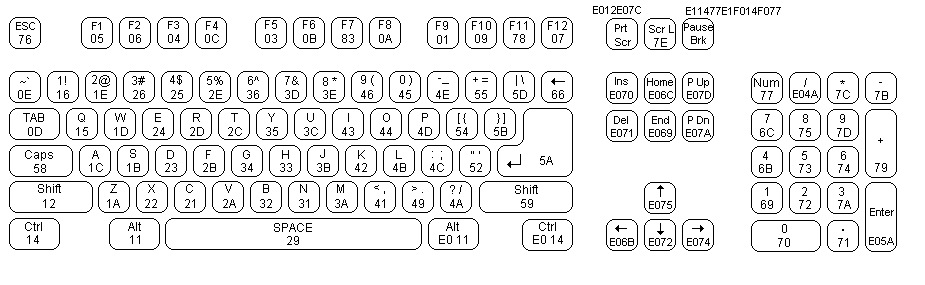 E012E07C E11477E1F014F077
ESC F1 F2 F3 F4 F5 F6 F7 F8 F9 F10 F11 F12 Prt Scr L Pause
76 05 06 04 0C 03 0B 83 0A 01 09 78 07 Scr 7E Brk
~` 1! 2@ 3# 4$ 5% 6^ 7& 8* 9( 0) -_ += |\ ← Ins Home P Up Num / * -
0E 16 1E 26 25 2E 36 3D 3E 46 45 4E 55 5D 66 E070 E06C E07D 77 E04A 7C 7B
TAB Q W E R T Y U I O P [{ }] Del End P Dn 7 8 9 +
0D 15 1D 24 2D 2C 35 3C 43 44 4D 54 5B E071 E069 E07A 6C 75 7D 79
Caps A S D F G H J K L :; "' ↵ 4 5 6
58 1C 1B 23 2B 34 33 3B 42 4B 4C 52 5A 6B 73 74
Shift Z X C V B N M <, >. ?/ Shift ↑ 1 2 3 Enter
12 1A 22 21 2A 32 31 3A 41 49 4A 59 E075 69 72 7A E05A
Ctrl Alt SPACE Alt Ctrl ← ↓ → 0 .
14 11 29 E0 11 E0 14 E06B E072 E074 70 71